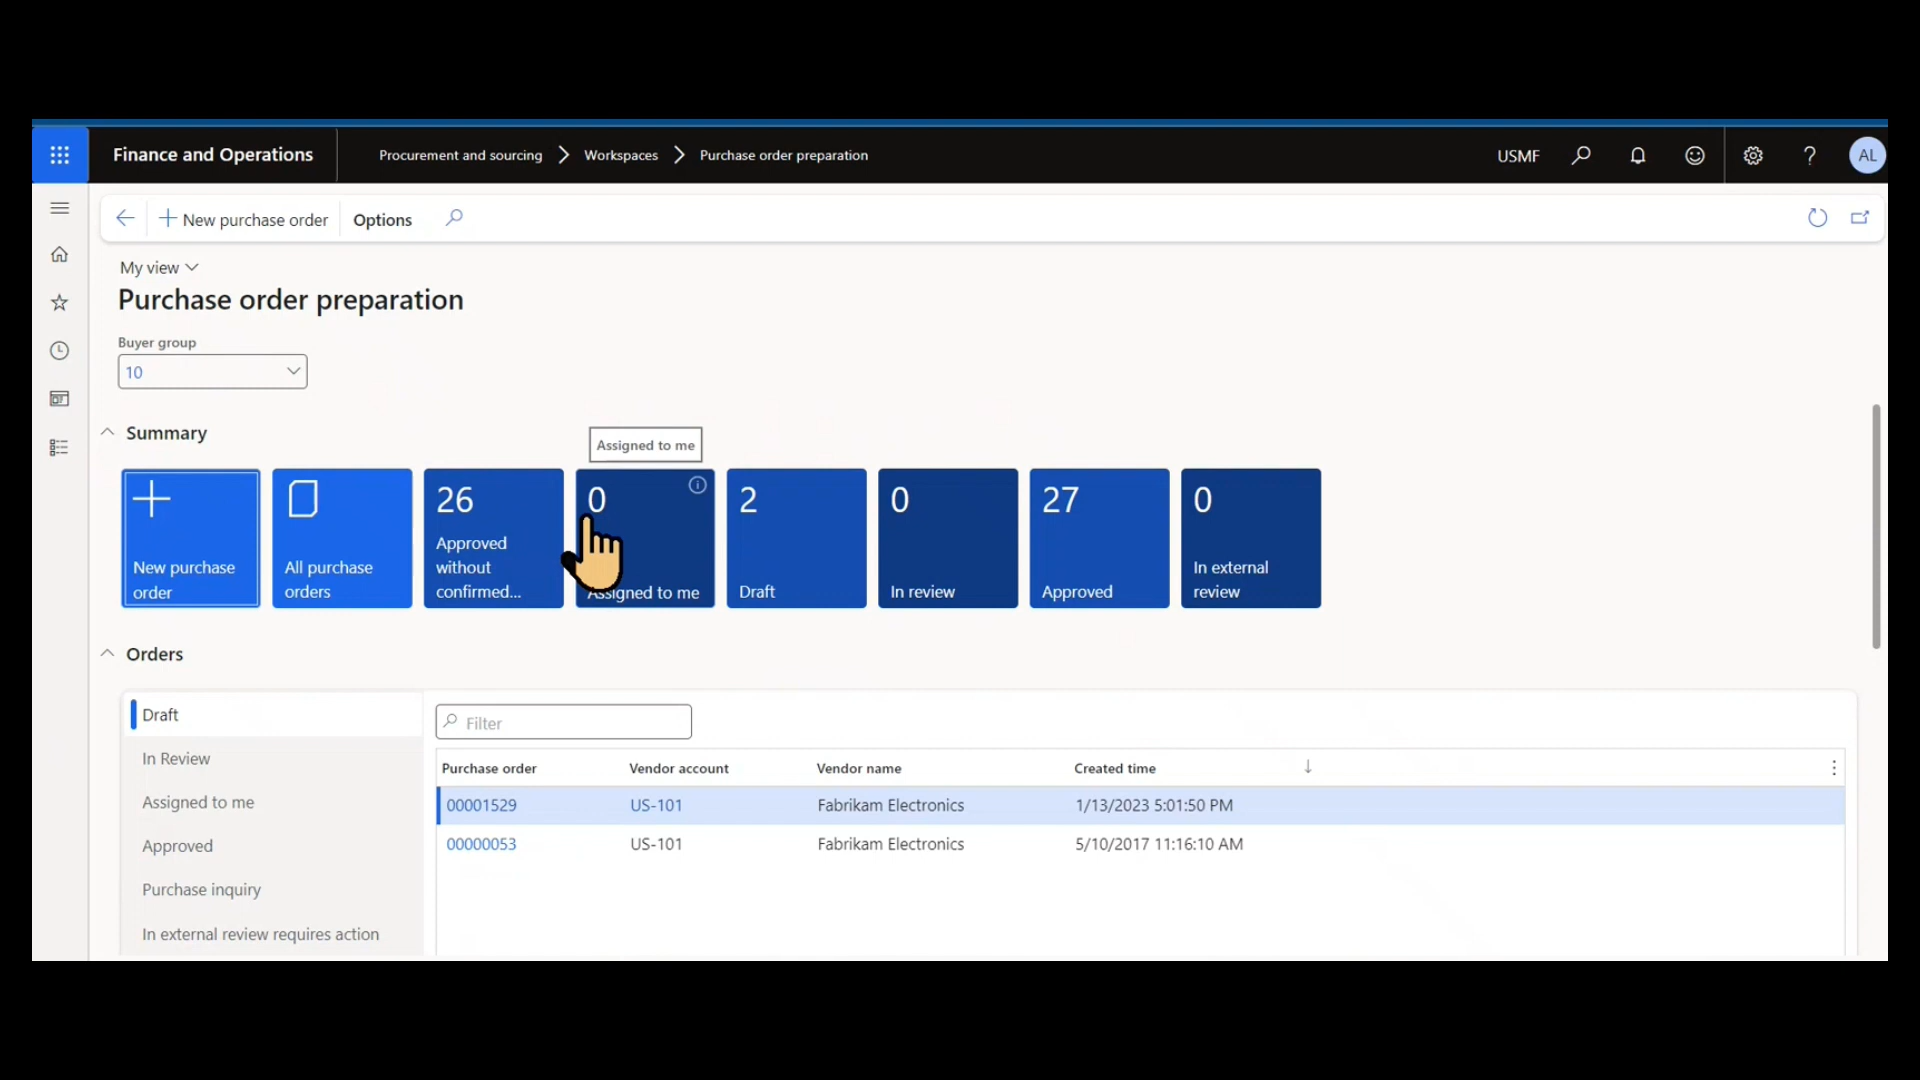 Finance and Operations
Procurement and sourcing
Workspaces
Purchase order preparation
USMF
?
AL
New purchase order
Options
My view
Purchase order preparation
Buyer group
10
Summary
Assigned to me
New purchase
order
All purchase
orders
26
Approved
without
confirmed...
0
Assigned to me
2
Draft
0
In review
27
Approved
0
In external
review
Orders
Draft
In Review
Assigned to me
Approved
Purchase inquiry
In external review requires action
Filter
Purchase order Vendor account Vendor name Created time
00001529 US-101 Fabrikam Electronics 1/13/2023 5:01:50 PM
00000053 US-101 Fabrikam Electronics 5/10/2017 11:16:10 AM